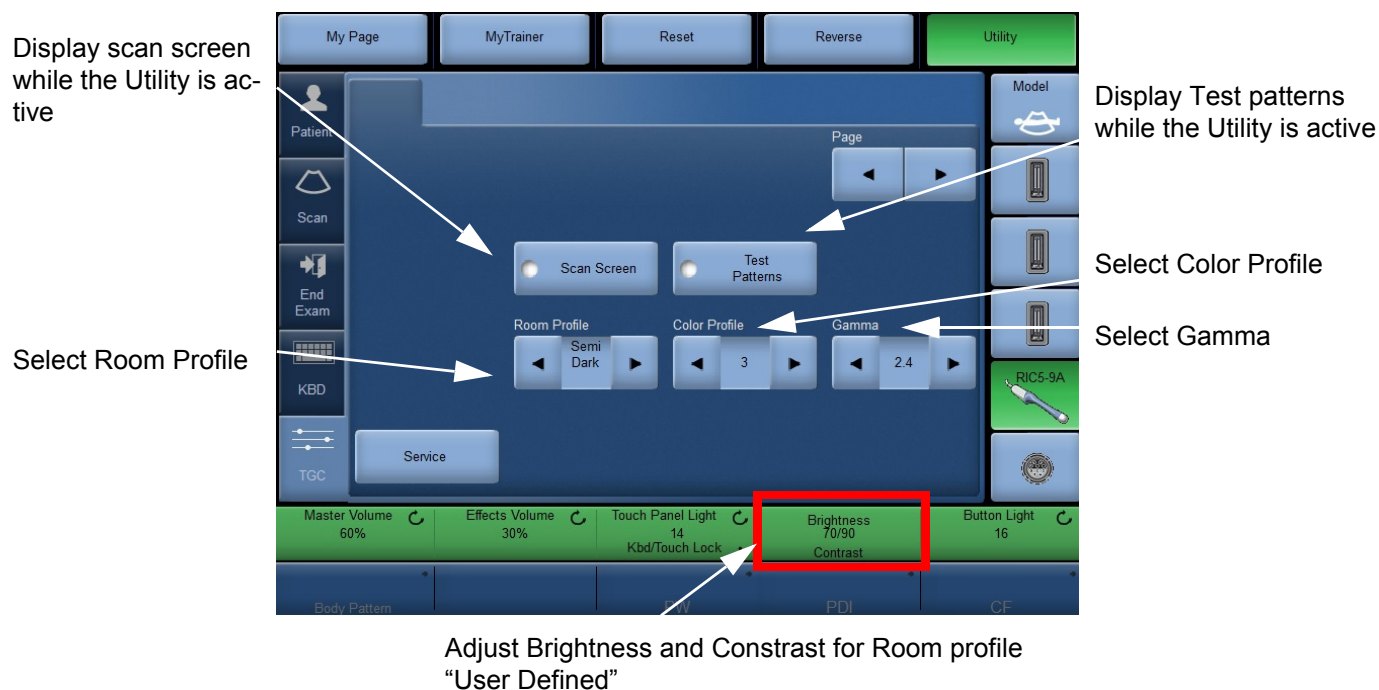 My Page
MyTrainer
Reset
Reverse
Utility
Display scan screen
while the Utility is ac-
tive
Patient
Model
Display Test patterns
while the Utility is active
Page
Scan
Scan Screen
Test
Patterns
Select Color Profile
End
Exam
Room Profile
Color Profile
Gamma
Select Gamma
Semi
Dark
3
2.4
Select Room Profile
KBD
RIC5-9A
Service
TGC
Master Volume
60%
Effects Volume
30%
Touch Panel Light
14
Kbd/Touch Lock
Brightness
70/90
Contrast
Button Light
16
Body Pattern
PW
PDI
CF
Adjust Brightness and Constrast for Room profile
“User Defined”